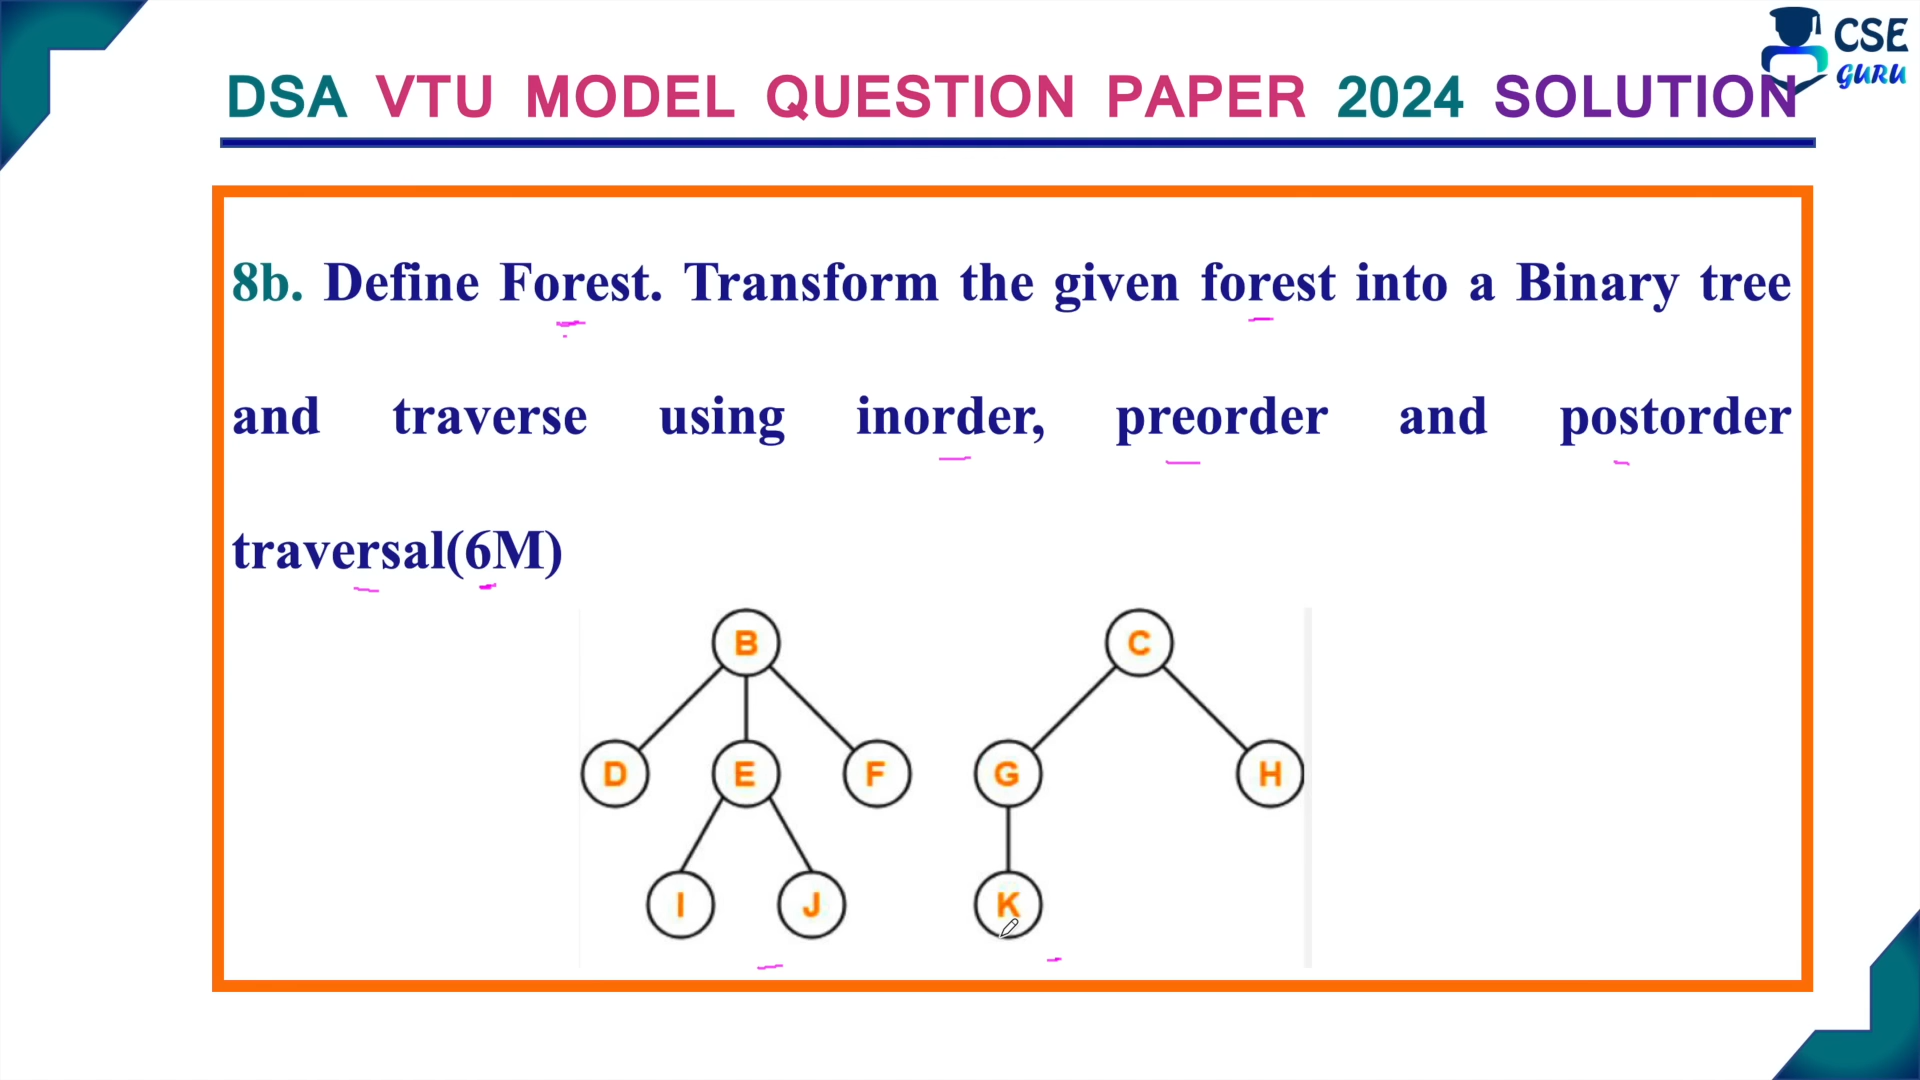 CSE
GURU
DSA VTU MODEL QUESTION PAPER 2024 SOLUTION
8b. Define Forest. Transform the given forest into a Binary tree
and traverse using inorder, preorder and postorder
traversal(6M)
B C
D E F G H
I J K